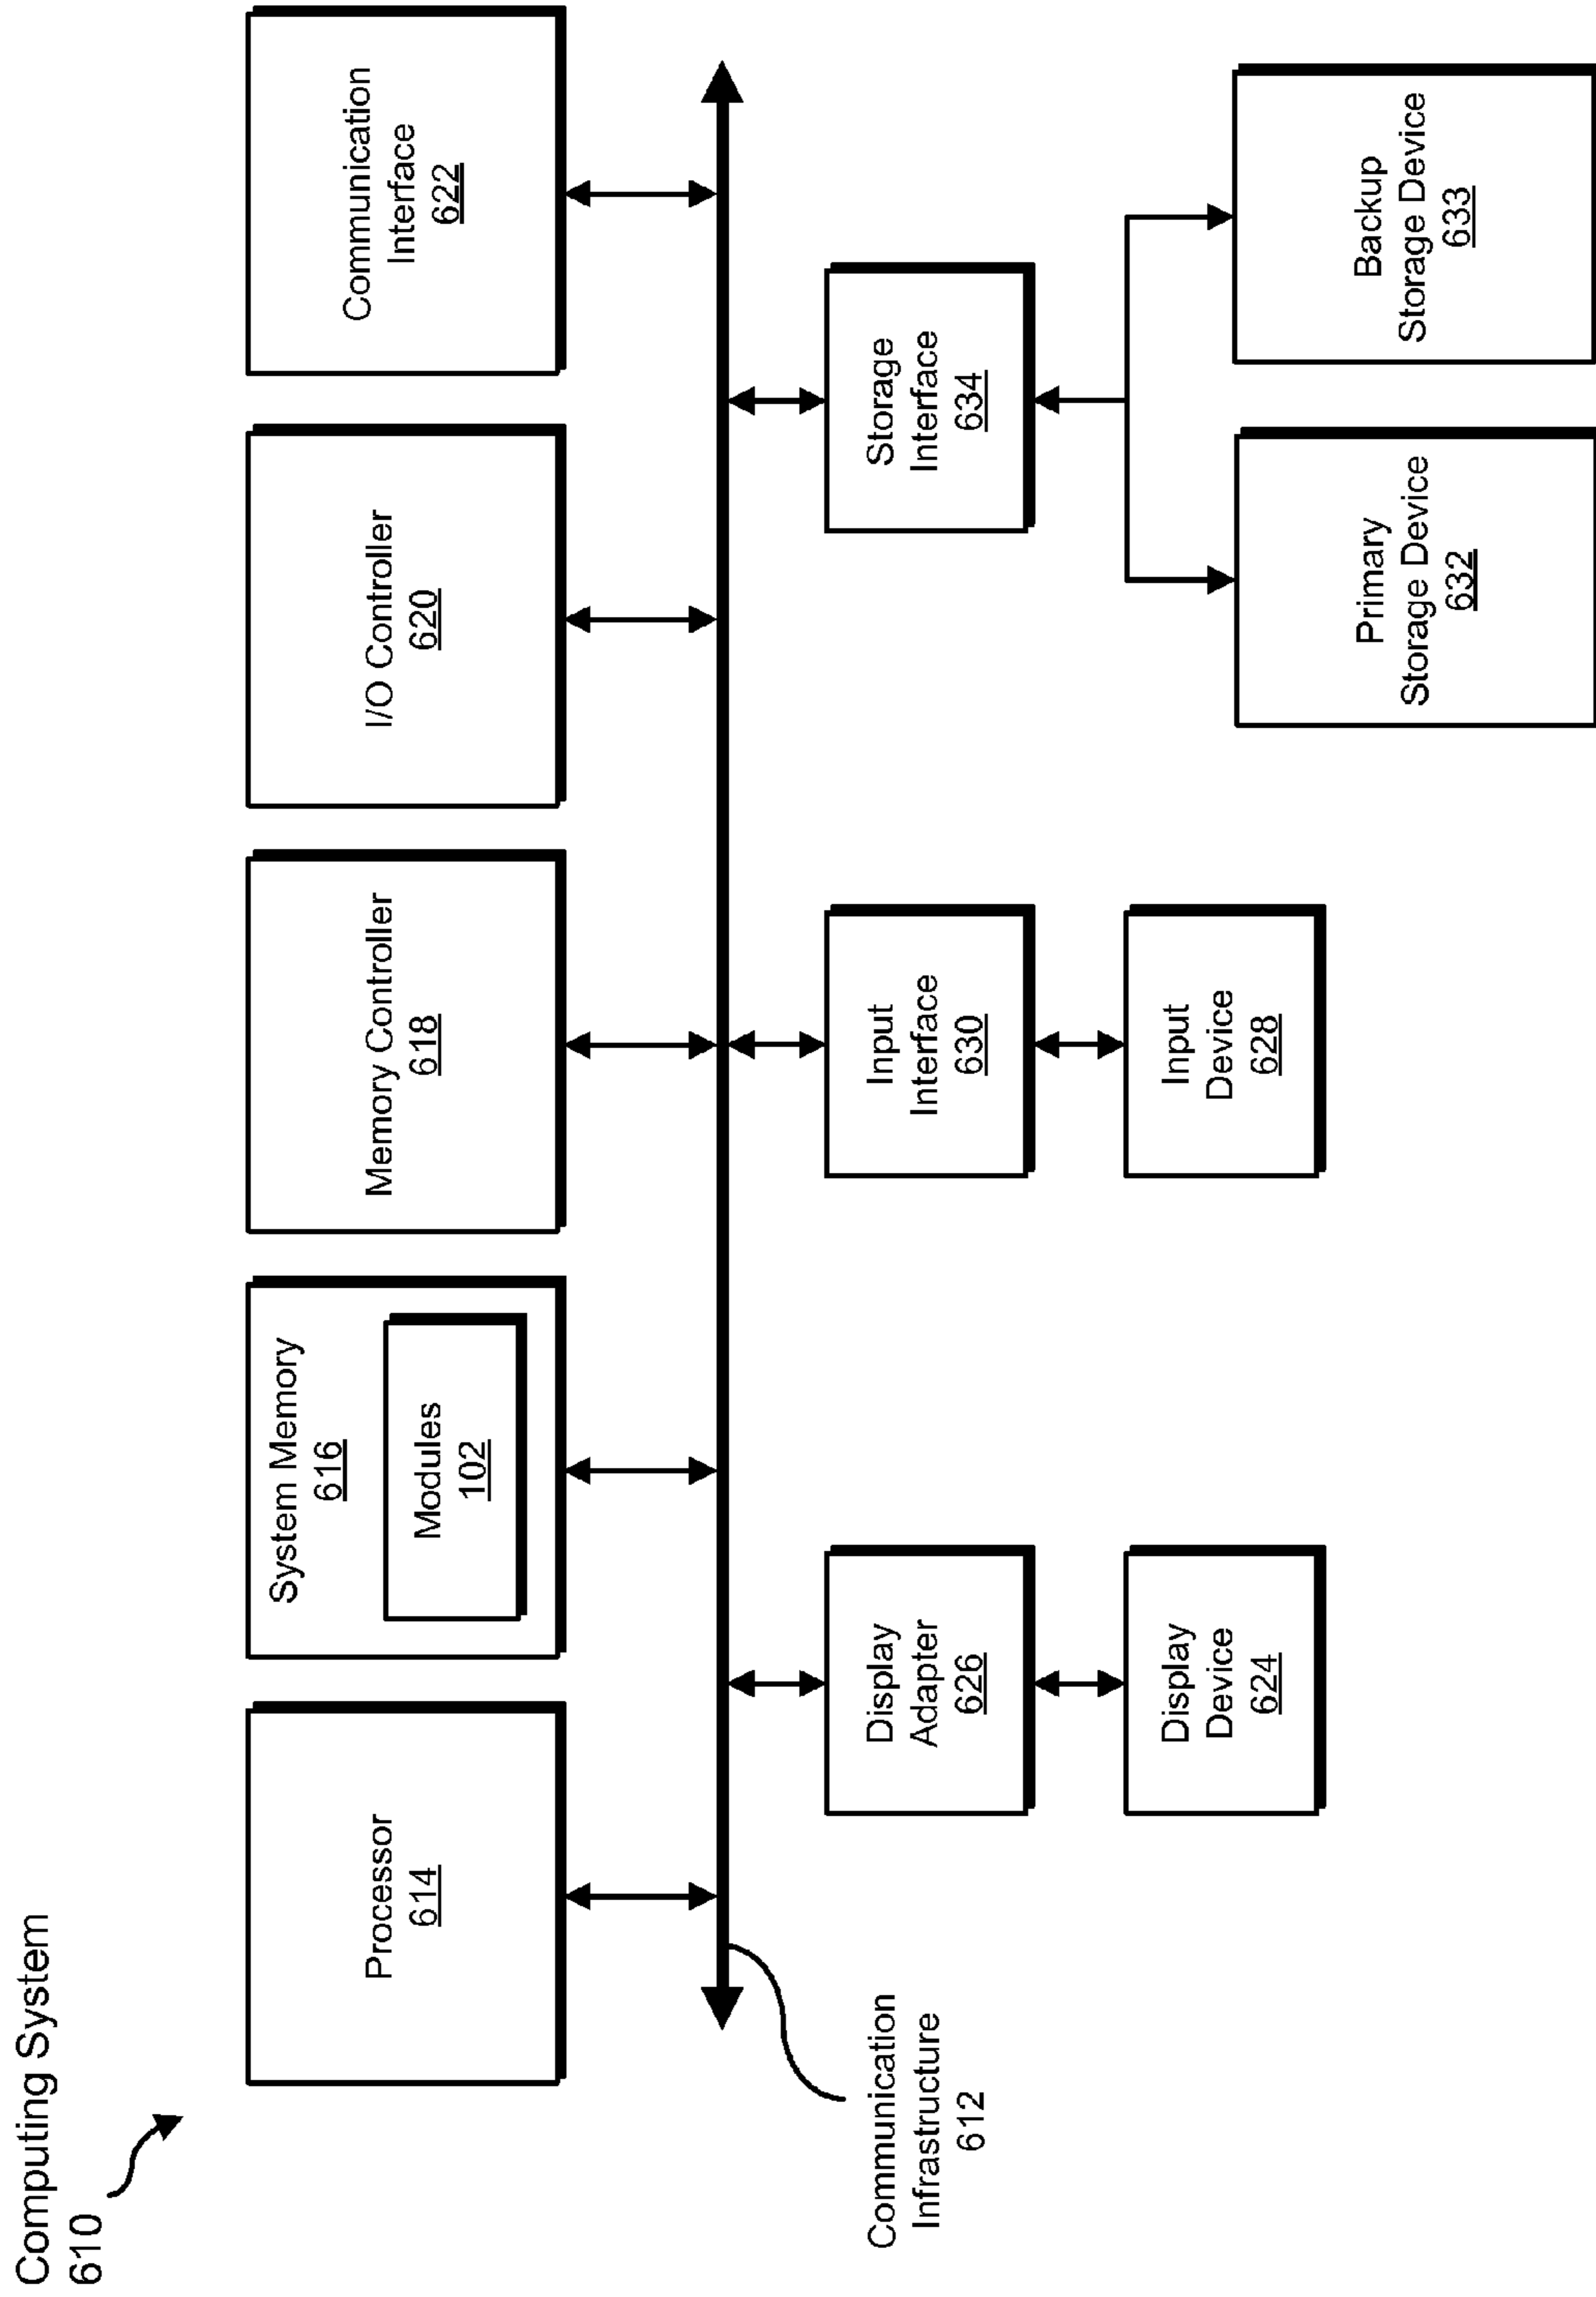 Computing System
610
Processor
614
System Memory
616
Modules
102
Memory Controller
618
I/O Controller
620
Communication
Interface
622
Communication
Infrastructure
612
Display
Adapter
626
Input
Interface
630
Storage
Interface
634
Display
Device
624
Input
Device
628
Primary
Storage Device
632
Backup
Storage Device
633